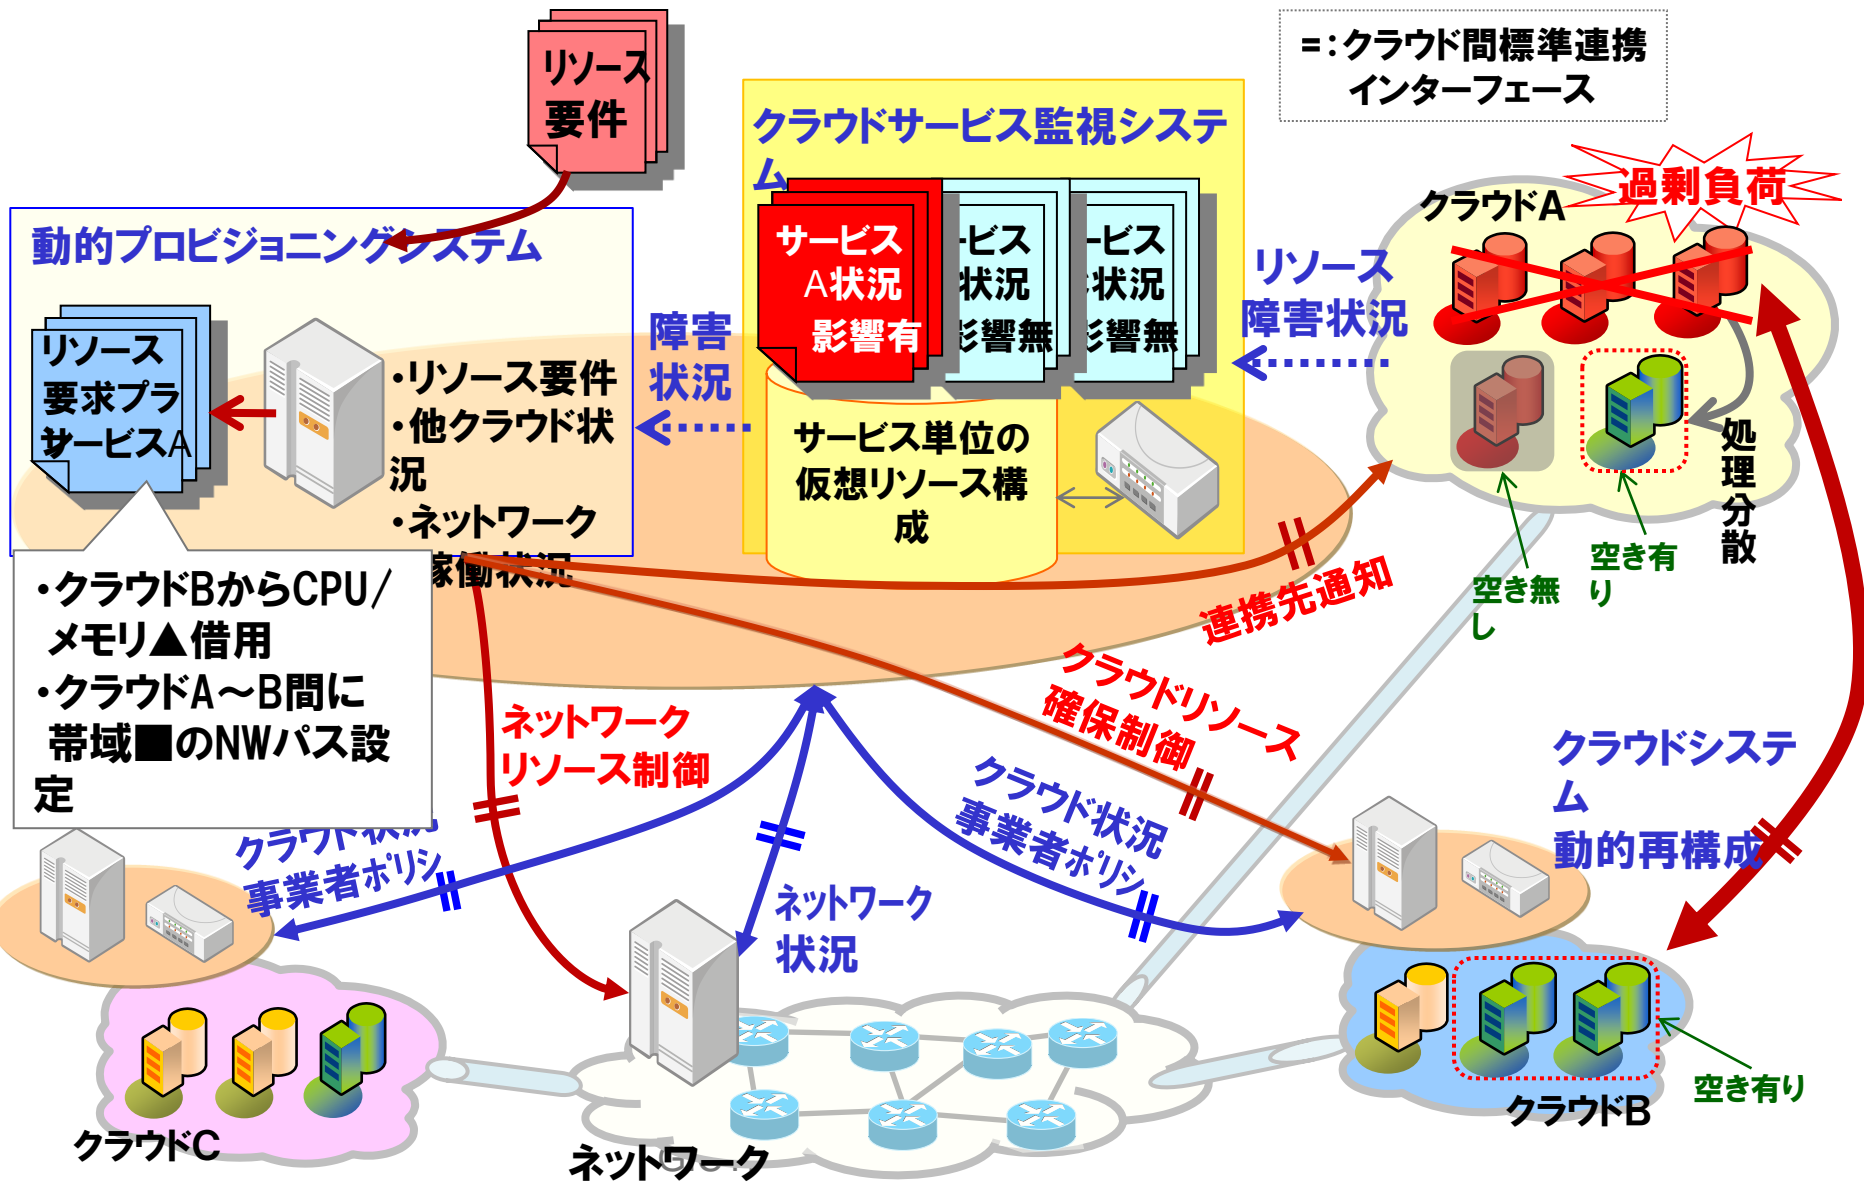 リソース
要件
=：クラウド間標準連携
インターフェース
クラウドサービス監視システ
ム
過剰負荷
クラウドA
動的プロビジョニングシステム
サービス
A状況
影響有
ービス
状況
影響無
ービス
状況
影響無
リソース
障害状況
障害
状況
リソース
要求プラ
サービスA
・リソース要件
・他クラウド状
況
・ネットワーク
稼働状況
サービス単位の
仮想リソース構
成
処理分散
空き有
り
空き無
し
・クラウドBからCPU/
メモリ▲借用
・クラウドA～B間に
帯域■のNWパス設
定
連携先通知
クラウドリソース
確保制御
ネットワーク
リソース制御
クラウド状況
事業者ポリシ
クラウド状況
事業者ポリシ
ネットワーク
状況
クラウドシステ
ム
動的再構成
空き有り
クラウドB
クラウドC
ネットワーク